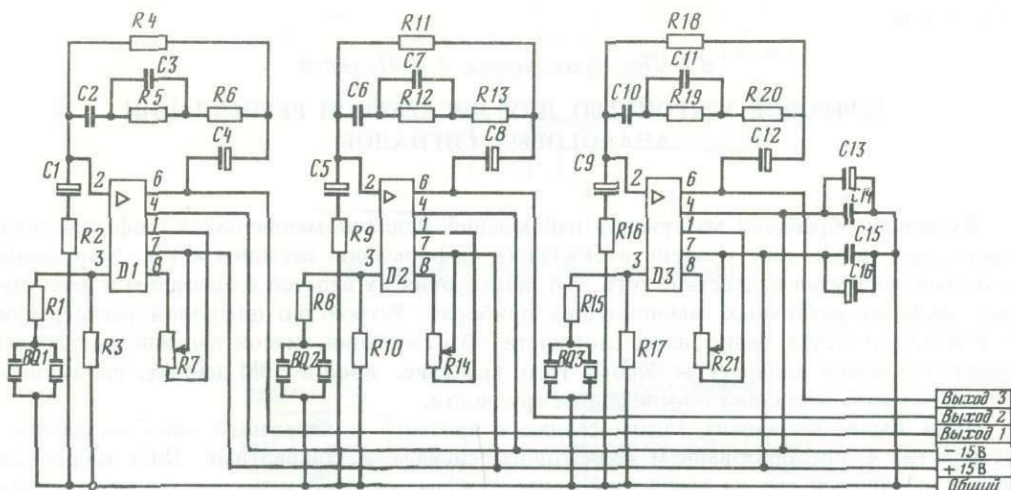 R4
R11
R18
C3
C7
C11
C2
R5
R6
C6
R12
R13
C10
R19
R20
C4
C8
C12
C1
2
6
C5
2
6
C9
2
6
C13
4
4
4
C14
R2
1
R9
1
R16
1
C15
7
7
7
3
D1
8
3
D2
8
3
D3
8
C16
R1
R8
R15
BQ1
R3
R7
BQ2
R10
R14
BQ3
R17
R21
Выход 3
Выход 2
Выход 1
− 15 В
+ 15 В
Общий